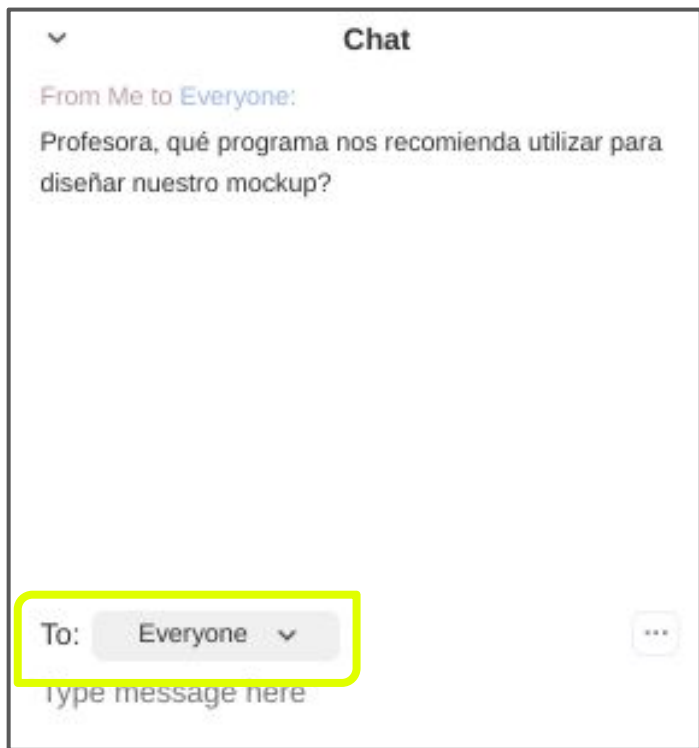 Chat
From Me to Everyone:
Profesora, qué programa nos recomienda utilizar para
diseñar nuestro mockup?
To: Everyone
Type message here